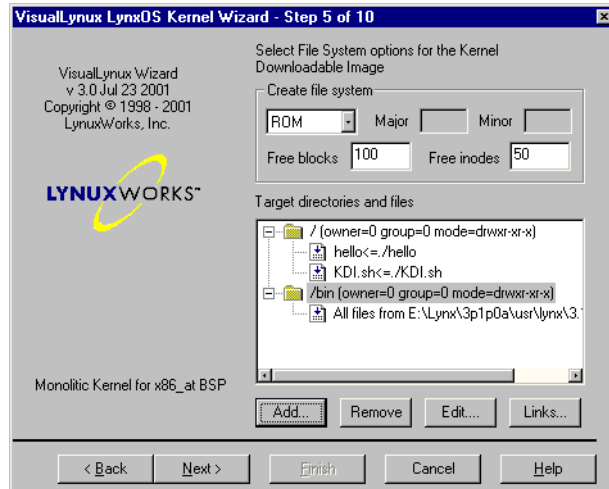 VisualLynux LynxOS Kernel Wizard - Step 5 of 10
VisualLynux Wizard
v 3.0 Jul 23 2001
Copyright © 1998 - 2001
LynuxWorks, Inc.
LYNUXWORKS™
Monolitic Kernel for x86_at BSP
Select File System options for the Kernel
Downloadable Image
Create file system
ROM Major Minor
Free blocks 100 Free inodes 50
Target directories and files
/ (owner=0 group=0 mode=drwxr-xr-x)
hello<=./hello
KDI.sh<=./KDI.sh
/bin (owner=0 group=0 mode=drwxr-xr-x)
All files from E:\Lynx\3p1p0a\usr\lynx\3.
Add... Remove Edit.... Links...
< Back Next > Finish Cancel Help